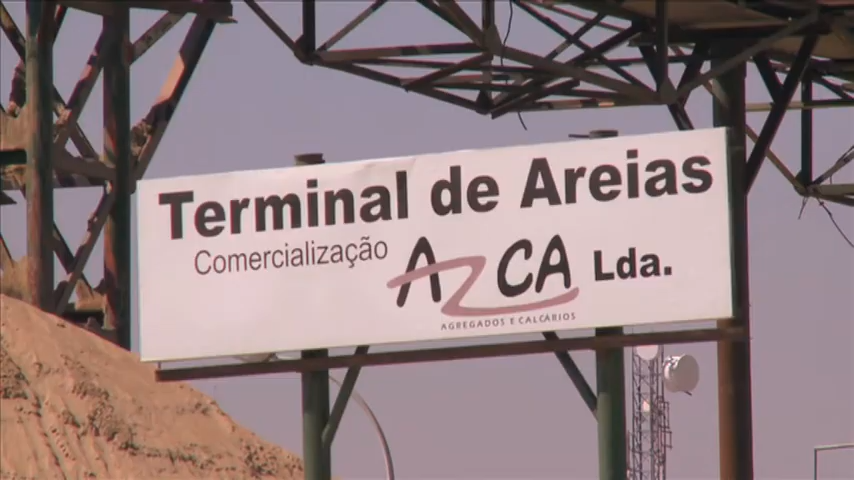 Terminal de Areias
Comercialização AZCA Lda.
AGREGADOS E CALCÁRIOS